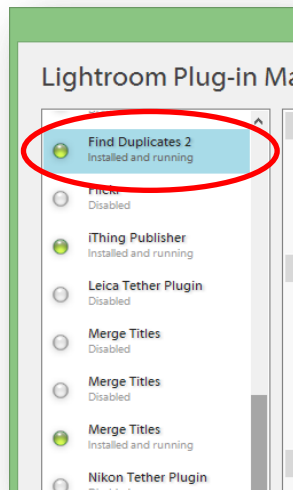 Lightroom Plug-in Ma
Find Duplicates 2
Installed and running
Flickr
Disabled
iThing Publisher
Installed and running
Leica Tether Plugin
Disabled
Merge Titles
Disabled
Merge Titles
Disabled
Merge Titles
Installed and running
Nikon Tether Plugin